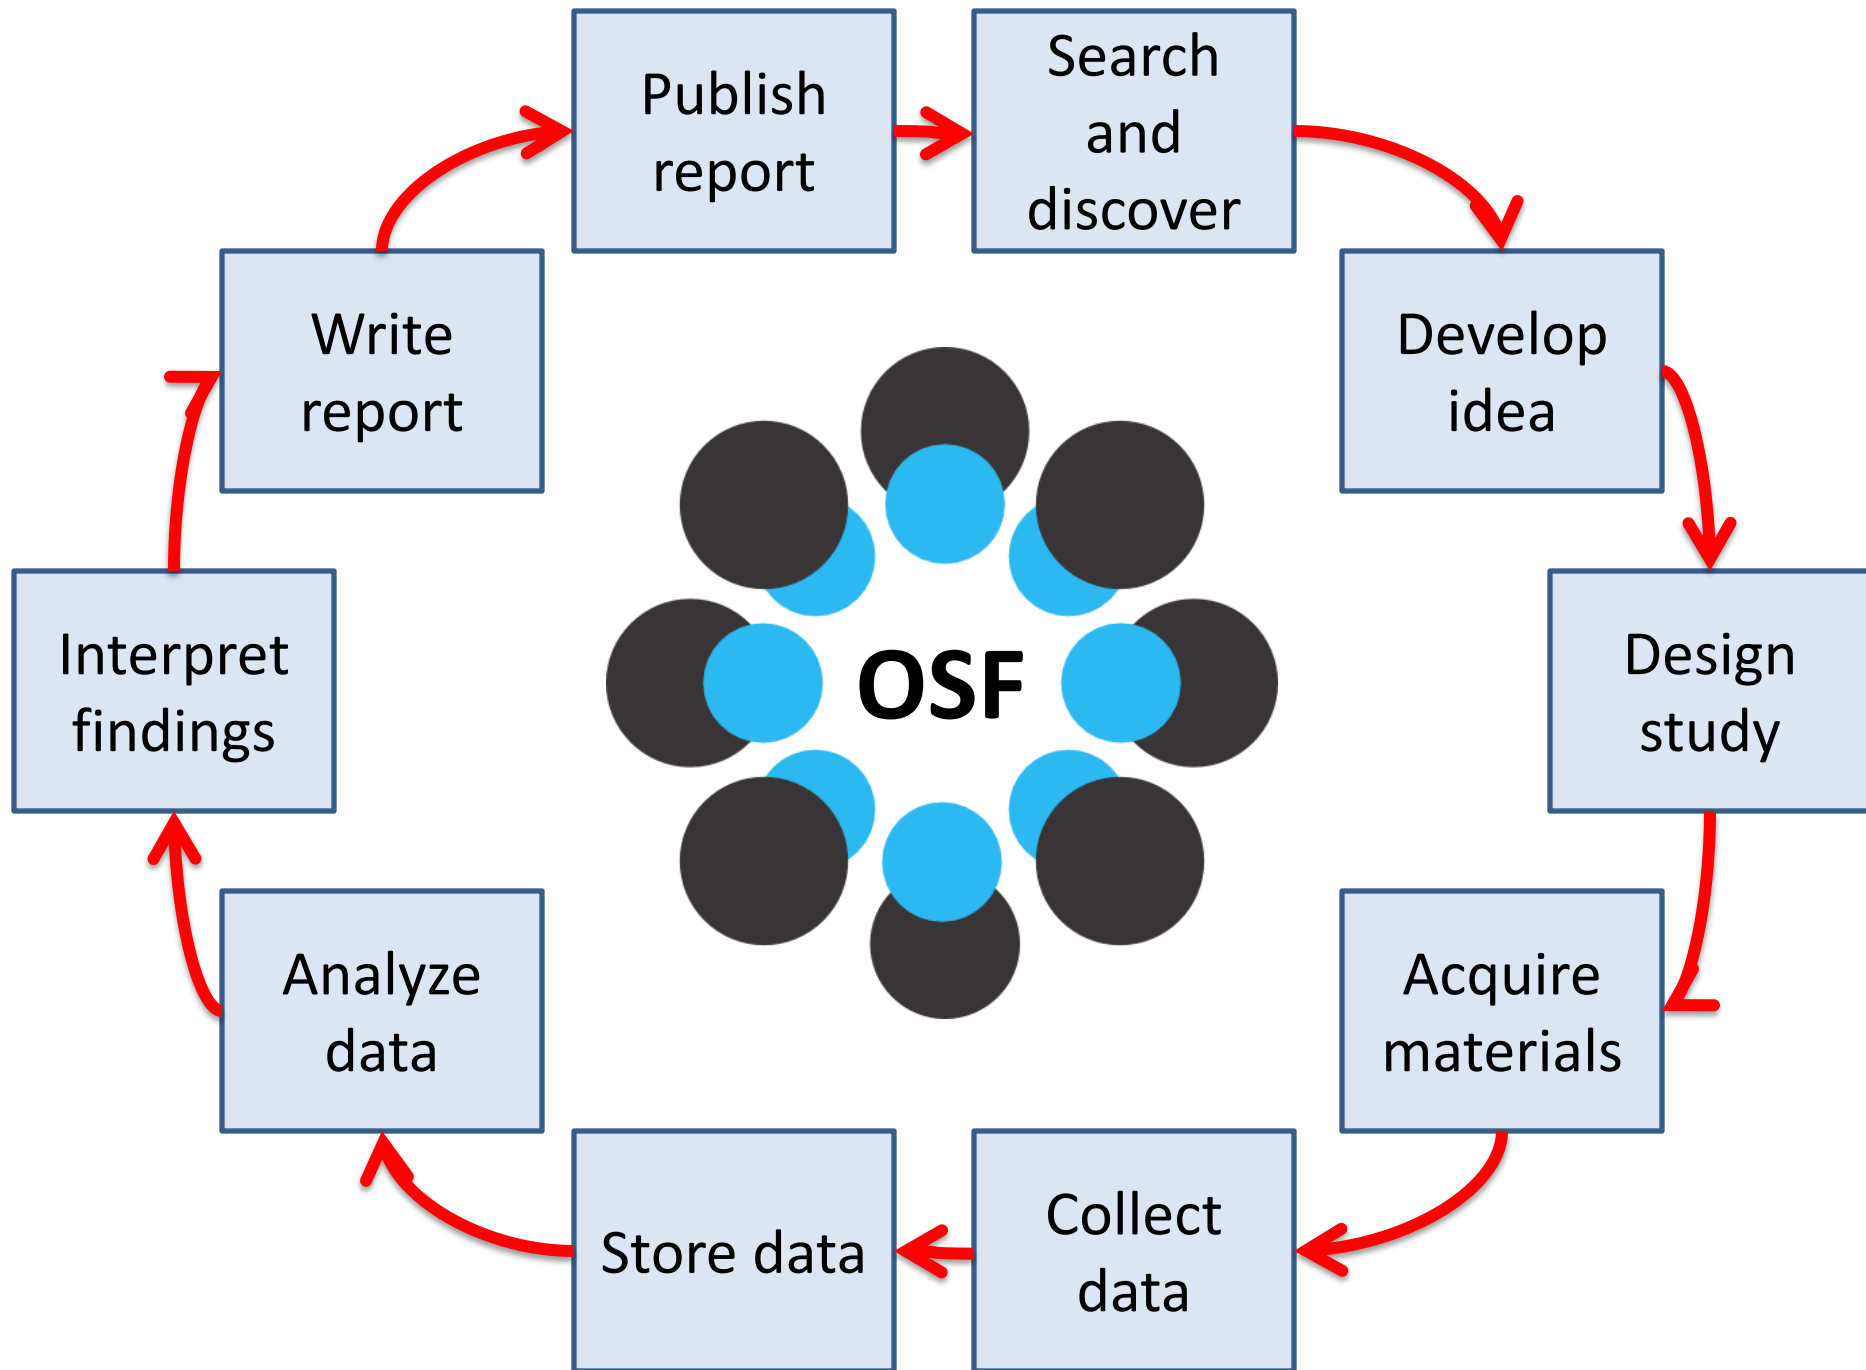 Publish
report
Search
and
discover
Develop
idea
Design
study
Acquire
materials
Collect
data
Store data
Analyze
data
Interpret
findings
Write
report
OSF